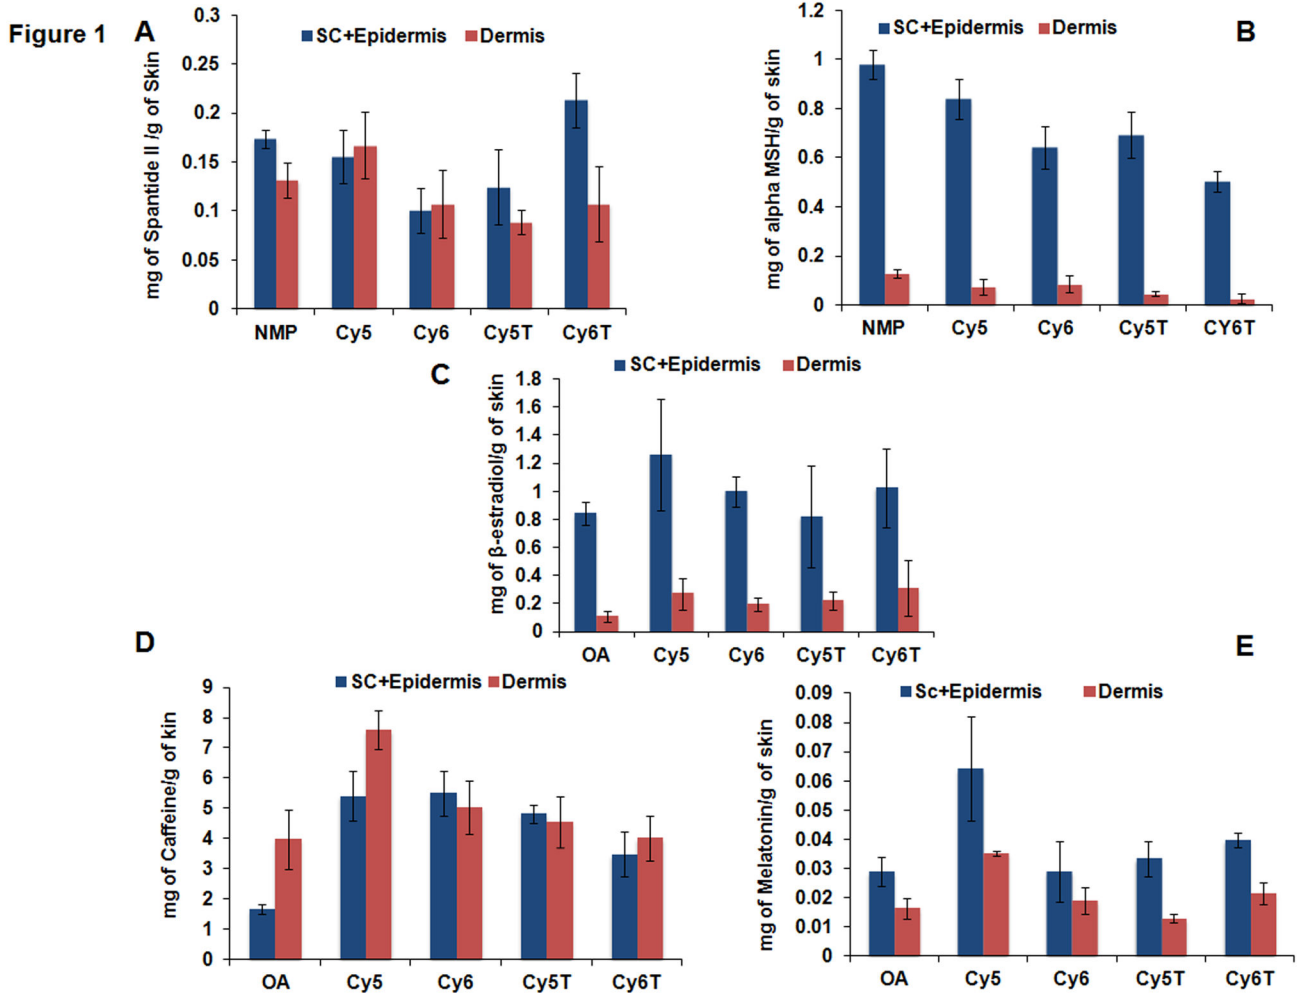 Figure 1
A
SC+Epidermis Dermis
mg of Spantide II /g of Skin
0.3
0.25
0.2
0.15
0.1
0.05
0
NMP Cy5 Cy6 Cy5T Cy6T
B
SC+Epidermis Dermis
mg of alpha MSH/g of skin
1
0.8
0.6
0.4
0.2
0
NMP Cy5 Cy6 Cy5T CY6T
C
SC+Epidermis Dermis
mg of β-estradiol/g of skin
1.8
1.6
1.4
1.2
1
0.8
0.6
0.4
0.2
0
OA Cy5 Cy6 Cy5T Cy6T
D
SC+Epidermis Dermis
mg of Caffeine/g of kin
9
8
7
6
5
4
3
2
1
0
OA Cy5 Cy6 Cy5T Cy6T
E
Sc+Epidermis Dermis
mg of Melatonin/g of skin
0.09
0.08
0.07
0.06
0.05
0.04
0.03
0.02
0.01
0
OA Cy5 Cy6 Cy5T Cy6T